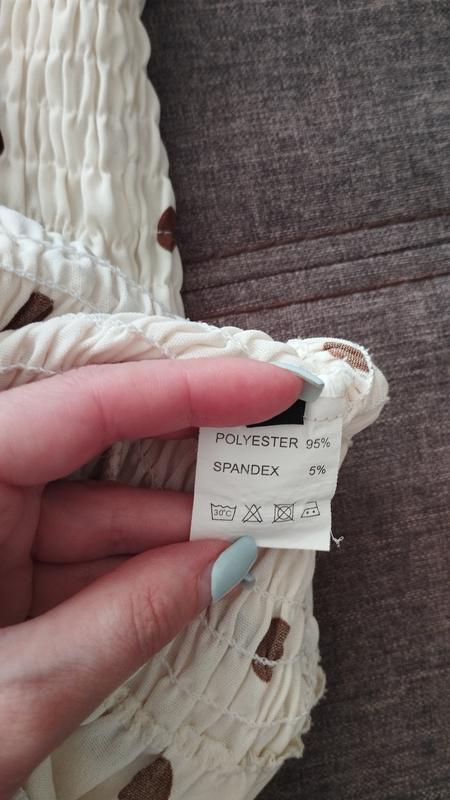 POLYESTER 95%
SPANDEX 5%
30°C